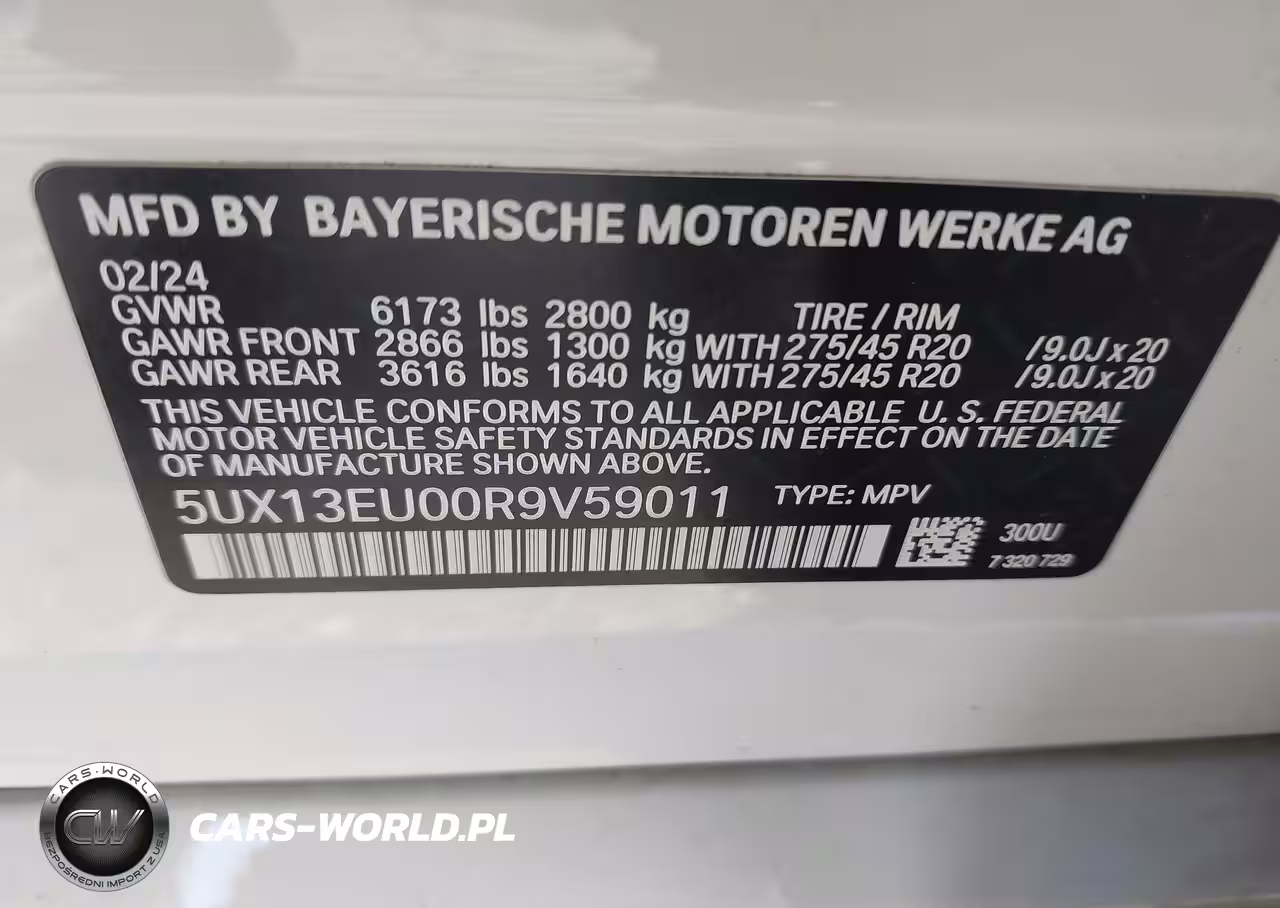 MFD BY BAYERISCHE MOTOREN WERKE AG
02/24
GVWR 6173 lbs 2800 kg TIRE / RIM
GAWR FRONT 2866 lbs 1300 kg WITH 275/45 R20 /9.0J x 20
GAWR REAR 3616 lbs 1640 kg WITH 275/45 R20 /9.0J x 20
THIS VEHICLE CONFORMS TO ALL APPLICABLE U. S. FEDERAL
MOTOR VEHICLE SAFETY STANDARDS IN EFFECT ON THE DATE
OF MANUFACTURE SHOWN ABOVE.
5UX13EU00R9V59011 TYPE: MPV
300U
7 320 729
CARS-WORLD
CW
BEZPOŚREDNI IMPORT Z USA
CARS-WORLD.PL